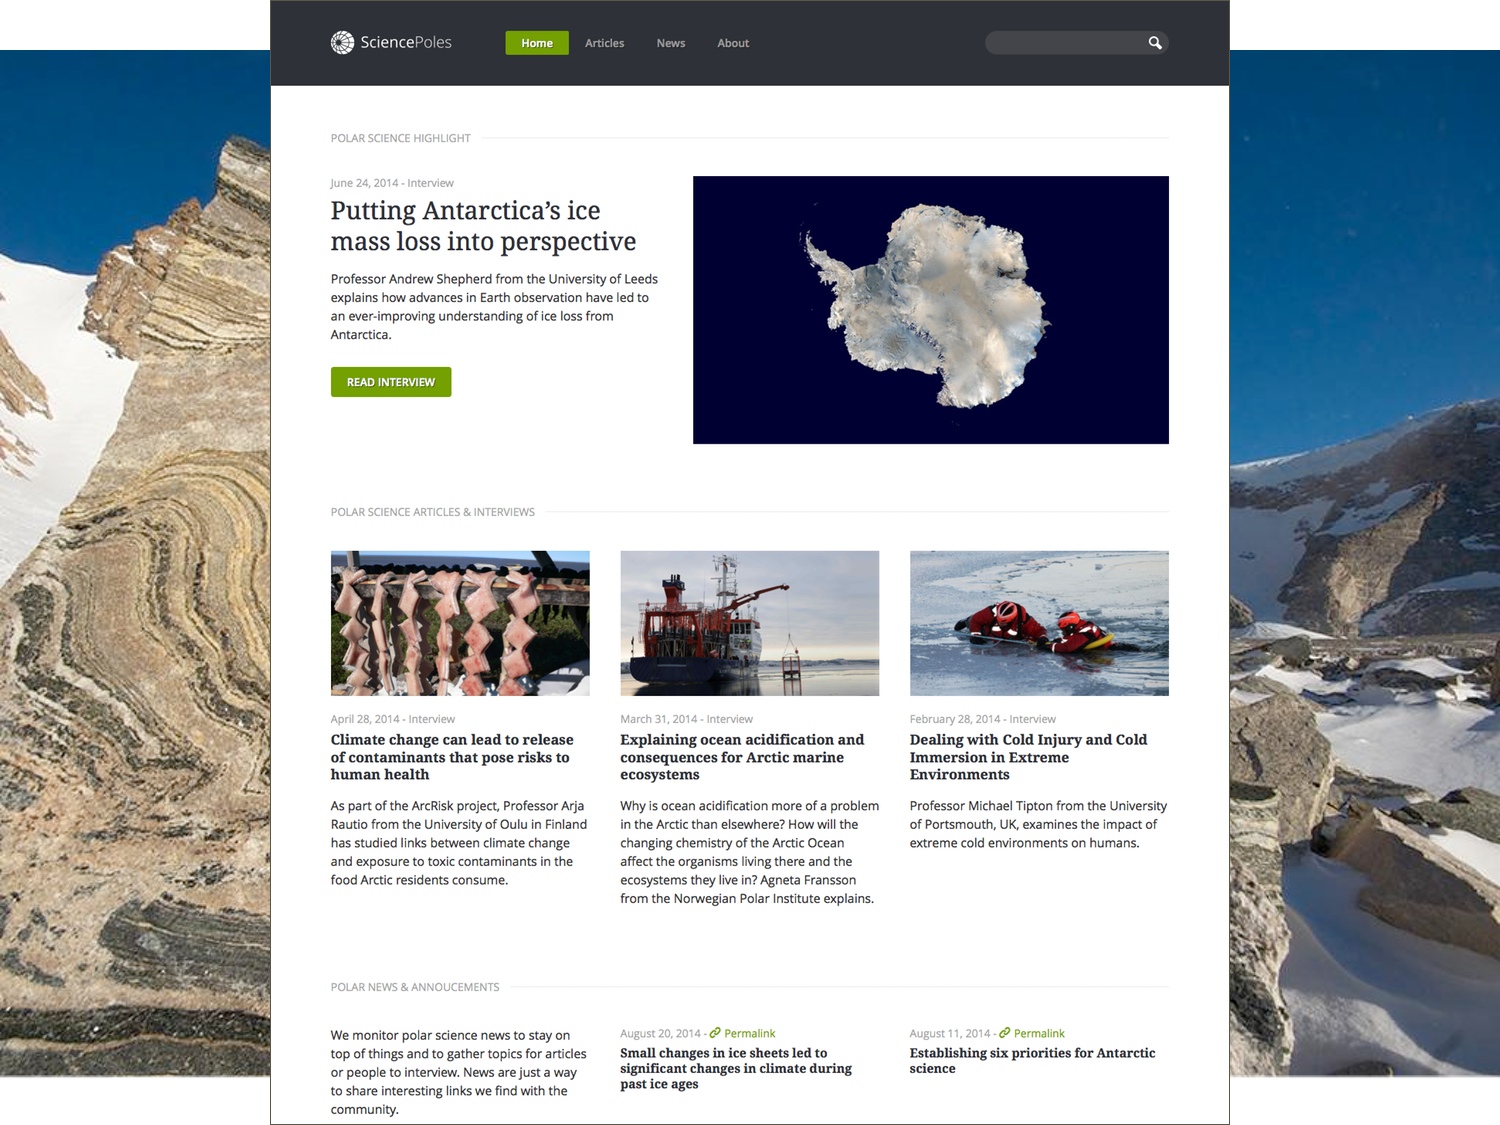 SciencePoles
Home
Articles
News
About
POLAR SCIENCE HIGHLIGHT
June 24, 2014 - Interview
Putting Antarctica’s ice
mass loss into perspective
Professor Andrew Shepherd from the University of Leeds
explains how advances in Earth observation have led to
an ever-improving understanding of ice loss from
Antarctica.
READ INTERVIEW
POLAR SCIENCE ARTICLES & INTERVIEWS
April 28, 2014 - Interview
Climate change can lead to release
of contaminants that pose risks to
human health
As part of the ArcRisk project, Professor Arja
Rautio from the University of Oulu in Finland
has studied links between climate change
and exposure to toxic contaminants in the
food Arctic residents consume.
March 31, 2014 - Interview
Explaining ocean acidification and
consequences for Arctic marine
ecosystems
Why is ocean acidification more of a problem
in the Arctic than elsewhere? How will the
changing chemistry of the Arctic Ocean
affect the organisms living there and the
ecosystems they live in? Agneta Fransson
from the Norwegian Polar Institute explains.
February 28, 2014 - Interview
Dealing with Cold Injury and Cold
Immersion in Extreme
Environments
Professor Michael Tipton from the University
of Portsmouth, UK, examines the impact of
extreme cold environments on humans.
POLAR NEWS & ANNOUCEMENTS
We monitor polar science news to stay on
top of things and to gather topics for articles
or people to interview. News are just a way
to share interesting links we find with the
community.
August 20, 2014 - Permalink
Small changes in ice sheets led to
significant changes in climate during
past ice ages
August 11, 2014 - Permalink
Establishing six priorities for Antarctic
science